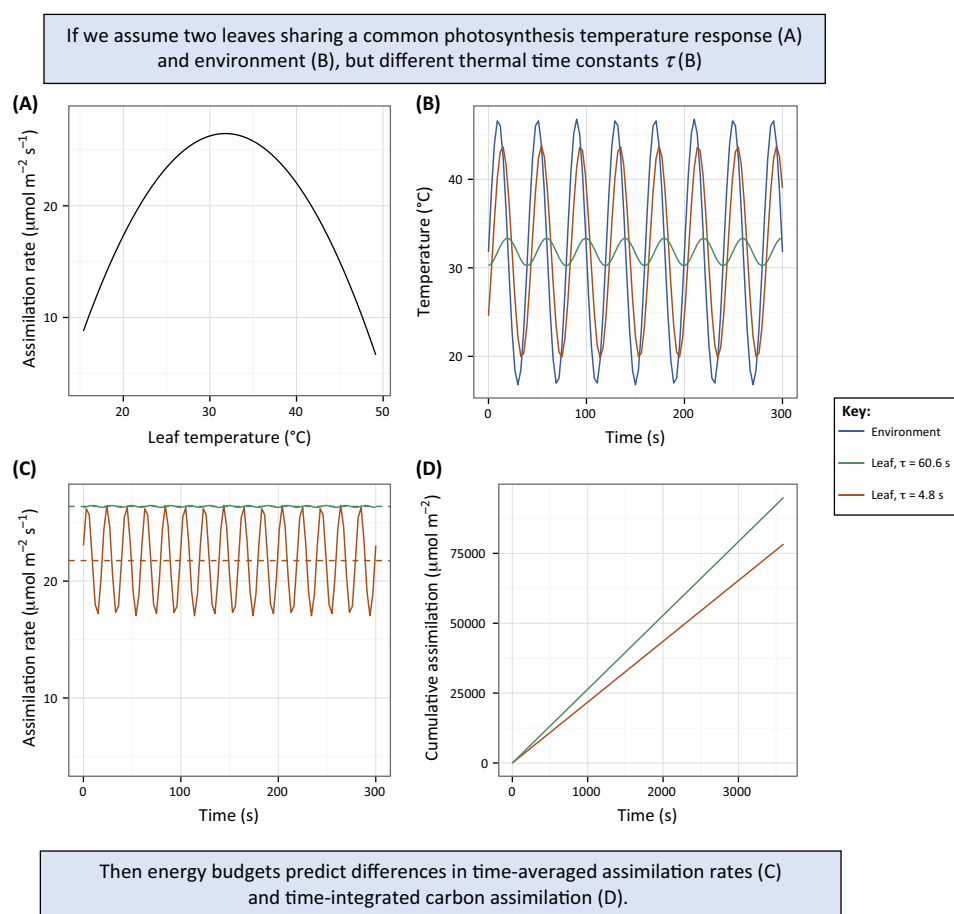 If we assume two leaves sharing a common photosynthesis temperature response (A)
and environment (B), but different thermal time constants τ (B)
(A)
Assimilation rate (μmol m⁻² s⁻¹)
20
10
20
30
40
50
Leaf temperature (°C)
(B)
Temperature (°C)
40
30
20
0
100
200
300
Time (s)
Key:
Environment
Leaf, τ = 60.6 s
Leaf, τ = 4.8 s
(C)
Assimilation rate (μmol m⁻² s⁻¹)
20
10
0
100
200
300
Time (s)
(D)
Cumulative assimilation (μmol m⁻²)
75000
50000
25000
0
0
1000
2000
3000
Time (s)
Then energy budgets predict differences in time-averaged assimilation rates (C)
and time-integrated carbon assimilation (D).